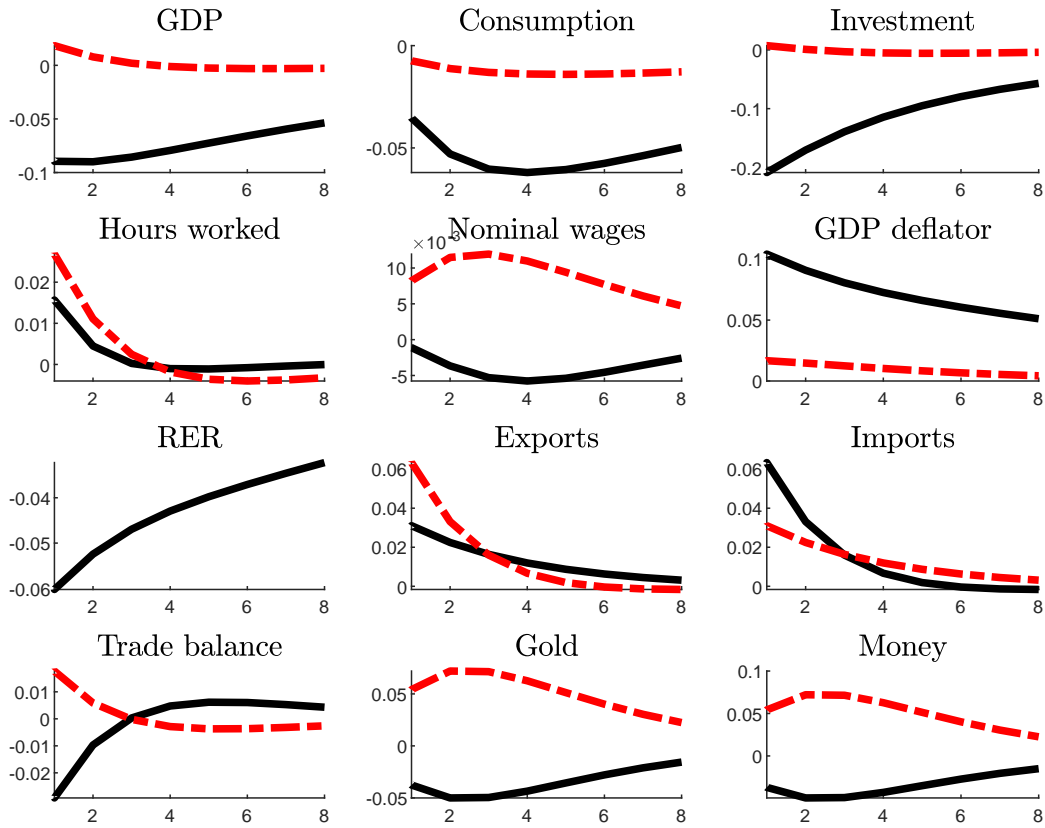 GDP
0
-0.05
-0.1
2 4 6 8
Consumption
0
-0.05
2 4 6 8
Investment
0
-0.1
-0.2
2 4 6 8
Hours worked
0.02
0.01
0
2 4 6 8
Nominal wages
×10-3
10
5
0
-5
2 4 6 8
GDP deflator
0.1
0.05
0
2 4 6 8
RER
-0.04
-0.05
-0.06
2 4 6 8
Exports
0.06
0.04
0.02
0
2 4 6 8
Imports
0.06
0.04
0.02
0
2 4 6 8
Trade balance
0.01
0
-0.01
-0.02
2 4 6 8
Gold
0.05
0
-0.05
2 4 6 8
Money
0.1
0.05
0
2 4 6 8